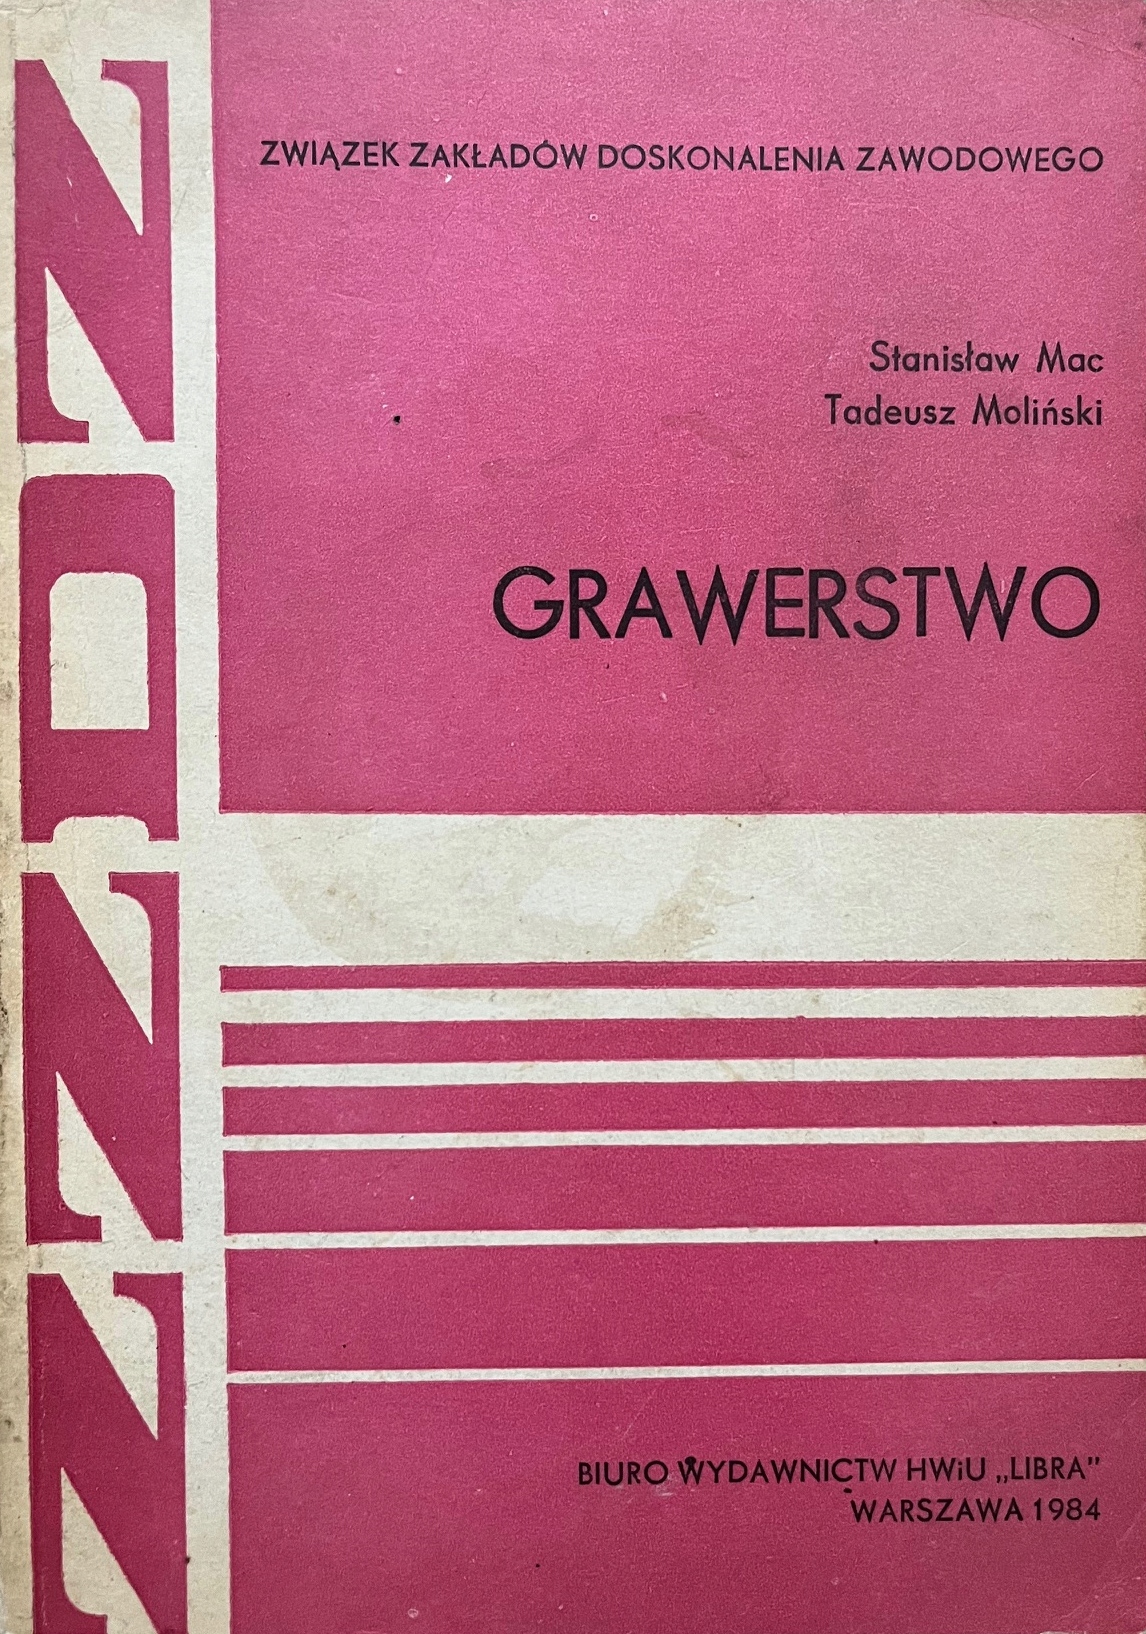 ZWIĄZEK ZAKŁADÓW DOSKONALENIA ZAWODOWEGO
Stanisław Mac
Tadeusz Moliński
GRAWERSTWO
BIURO WYDAWNICTW HWiU „LIBRA”
WARSZAWA 1984